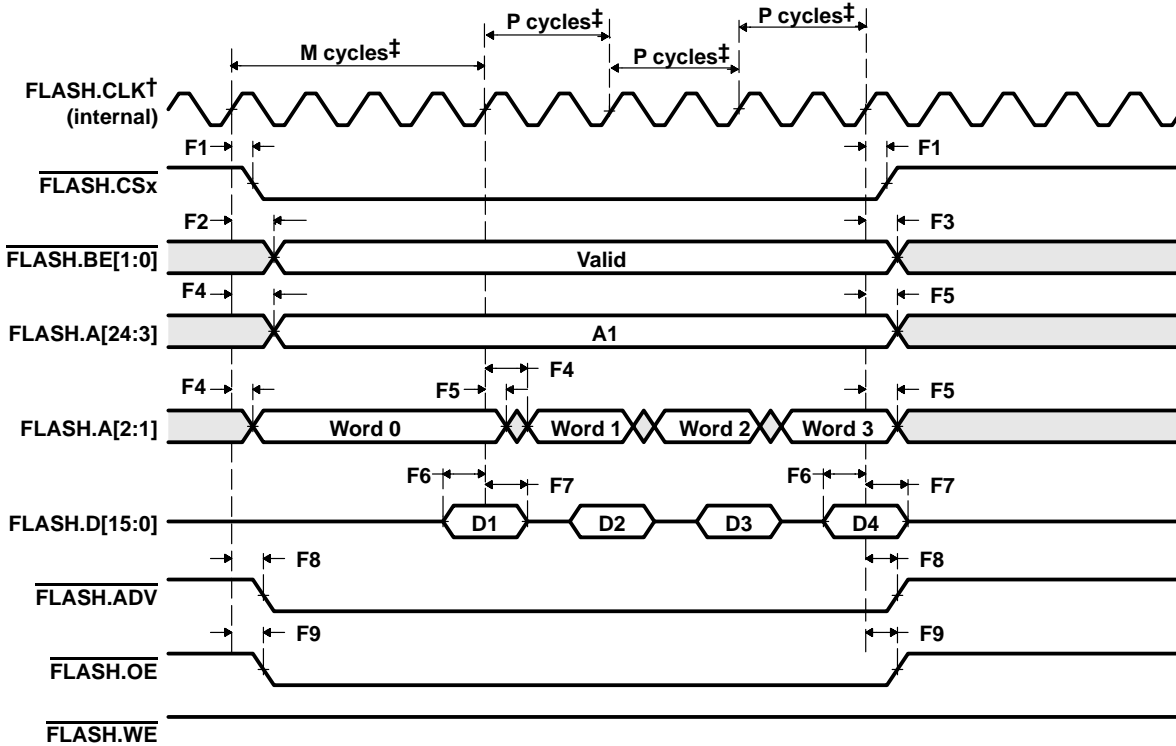 P cycles‡
P cycles‡
M cycles‡
P cycles‡
FLASH.CLK†
(internal)
F1
F1
FLASH.CSx
F2
F3
FLASH.BE[1:0]
Valid
F4
F5
FLASH.A[24:3]
A1
F4
F4
F5
F5
FLASH.A[2:1]
Word 0
Word 1
Word 2
Word 3
F6
F7
F6
F7
FLASH.D[15:0]
D1
D2
D3
D4
F8
F8
FLASH.ADV
F9
F9
FLASH.OE
FLASH.WE